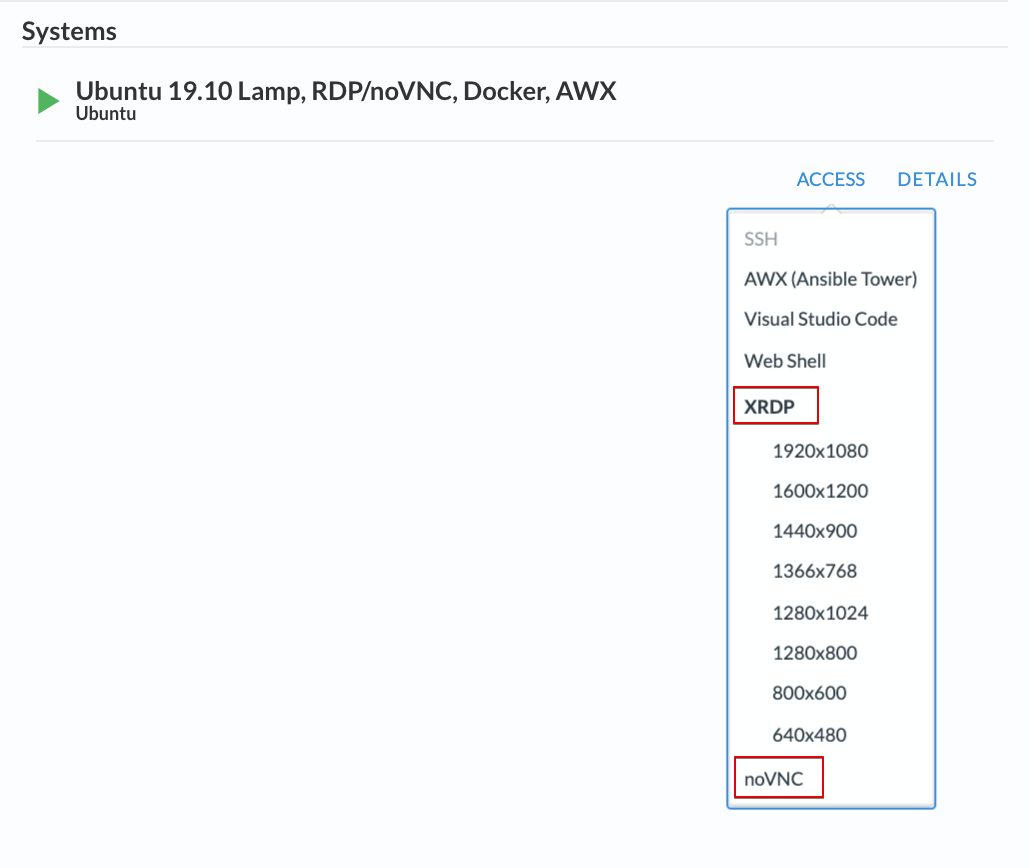 Systems
Ubuntu 19.10 Lamp, RDP/noVNC, Docker, AWX
Ubuntu
ACCESS DETAILS
SSH
AWX (Ansible Tower)
Visual Studio Code
Web Shell
XRDP
1920x1080
1600x1200
1440x900
1366x768
1280x1024
1280x800
800x600
640x480
noVNC